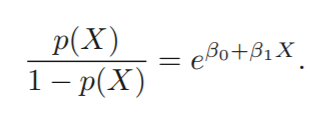 p(X) / 1 − p(X) = e^{β₀+β₁X}.